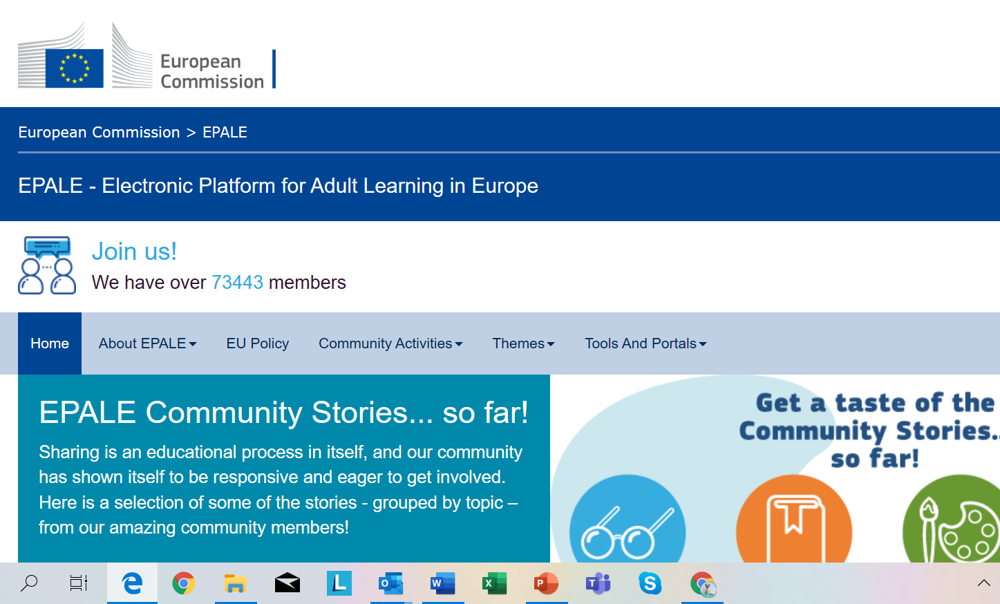 European
Commission
European Commission > EPALE
EPALE - Electronic Platform for Adult Learning in Europe
Join us!
We have over 73443 members
Home About EPALE EU Policy Community Activities Themes Tools And Portals
EPALE Community Stories... so far!
Sharing is an educational process in itself, and our community
has shown itself to be responsive and eager to get involved.
Here is a selection of some of the stories - grouped by topic –
from our amazing community members!
Get a taste of the
Community Stories..
so far!
L O W X P T S